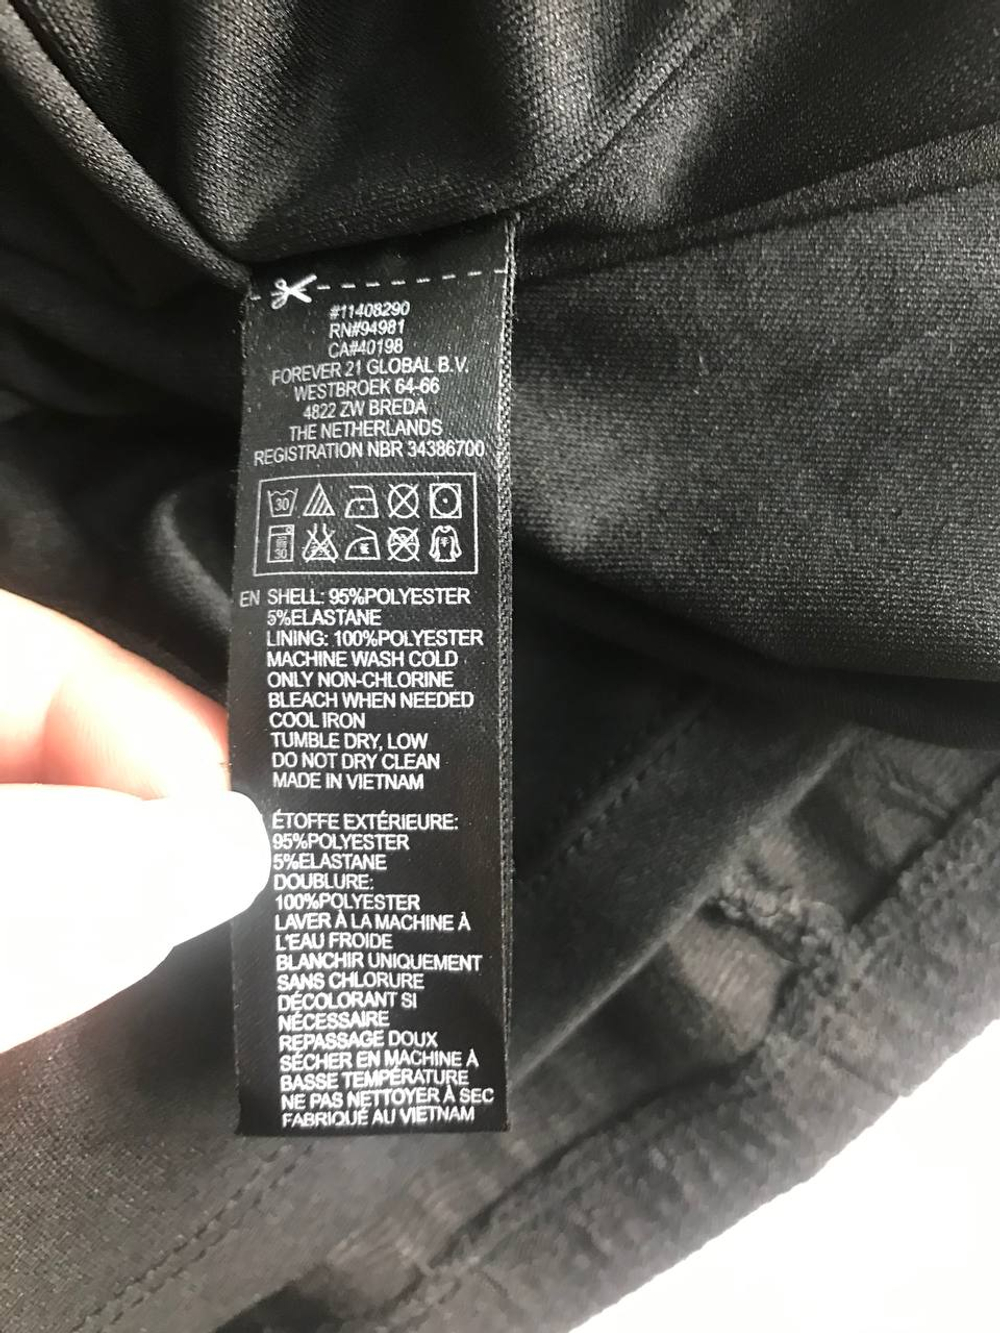 #11408290
RN#94981
CA#40198
FOREVER 21 GLOBAL B.V.
WESTBROEK 64-66
4822 ZW BREDA
THE NETHERLANDS
REGISTRATION NBR 34386700
30
30
EN SHELL: 95%POLYESTER
5%ELASTANE
LINING: 100%POLYESTER
MACHINE WASH COLD
ONLY NON-CHLORINE
BLEACH WHEN NEEDED
COOL IRON
TUMBLE DRY, LOW
DO NOT DRY CLEAN
MADE IN VIETNAM
ÉTOFFE EXTÉRIEURE:
95%POLYESTER
5%ELASTANE
DOUBLURE:
100%POLYESTER
LAVER À LA MACHINE À
L'EAU FROIDE
BLANCHIR UNIQUEMENT
SANS CHLORURE
DÉCOLORANT SI
NÉCESSAIRE
REPASSAGE DOUX
SÉCHER EN MACHINE À
BASSE TEMPÉRATURE
NE PAS NETTOYER À SEC
FABRIQUÉ AU VIETNAM